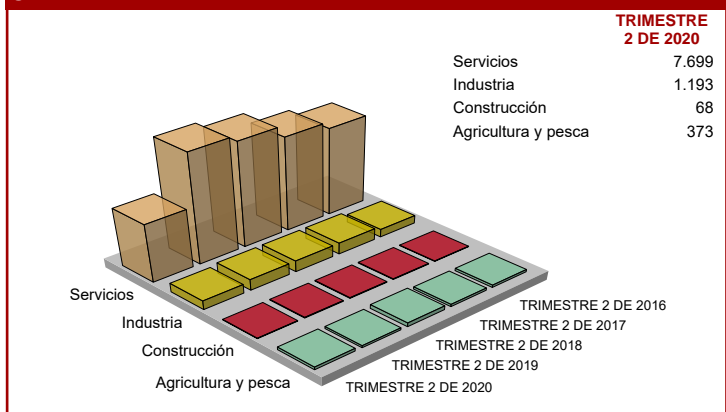 TRIMESTRE
2 DE 2020
Servicios 7.699
Industria 1.193
Construcción 68
Agricultura y pesca 373
Servicios
Industria
Construcción
Agricultura y pesca
TRIMESTRE 2 DE 2016
TRIMESTRE 2 DE 2017
TRIMESTRE 2 DE 2018
TRIMESTRE 2 DE 2019
TRIMESTRE 2 DE 2020